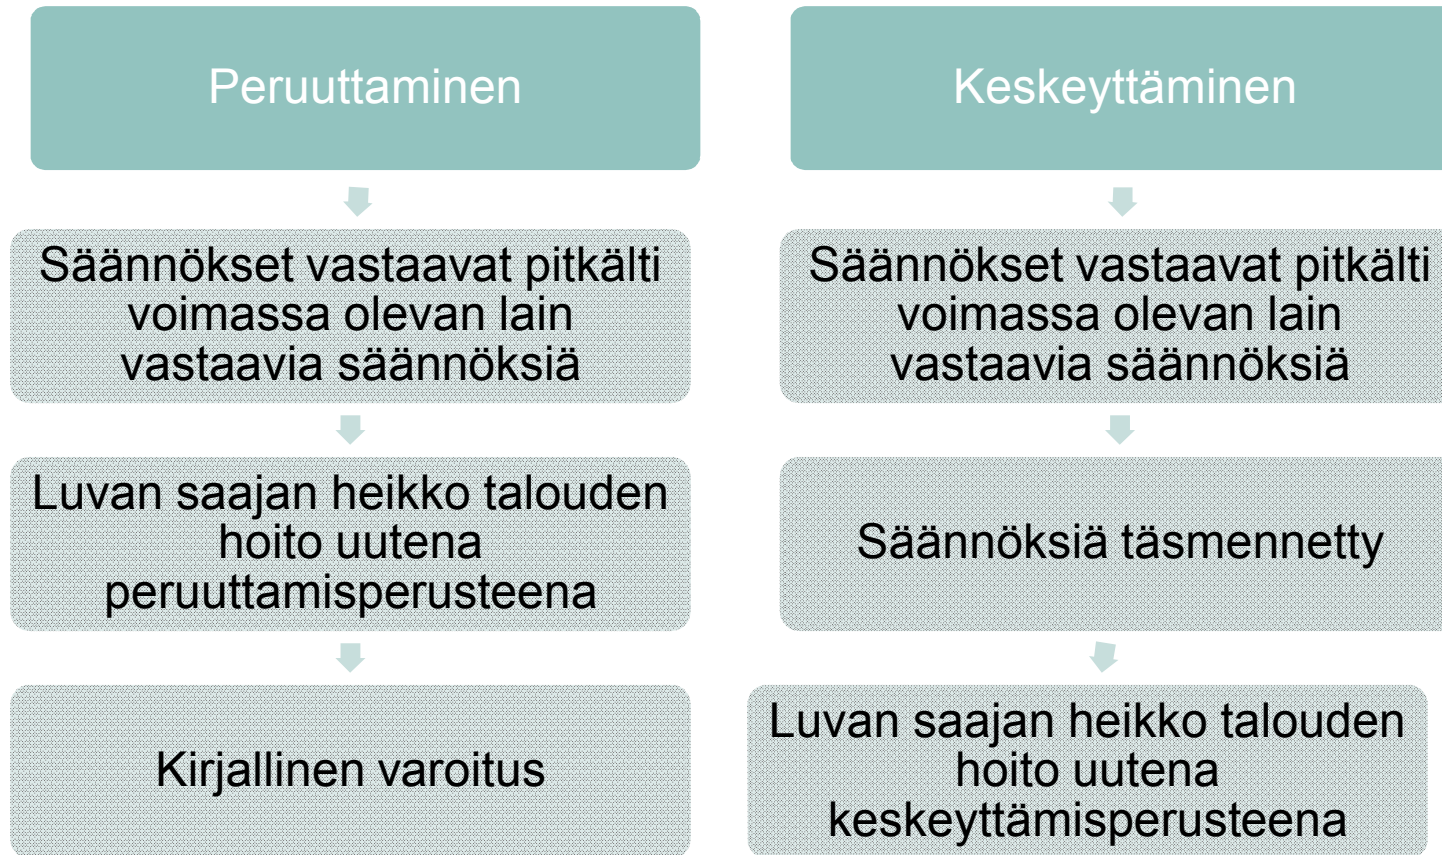 Peruuttaminen
Säännökset vastaavat pitkälti
voimassa olevan lain
vastaavia säännöksiä
Luvan saajan heikko talouden
hoito uutena
peruuttamisperusteena
Kirjallinen varoitus
Keskeyttäminen
Säännökset vastaavat pitkälti
voimassa olevan lain
vastaavia säännöksiä
Säännöksiä täsmennetty
Luvan saajan heikko talouden
hoito uutena
keskeyttämisperusteena